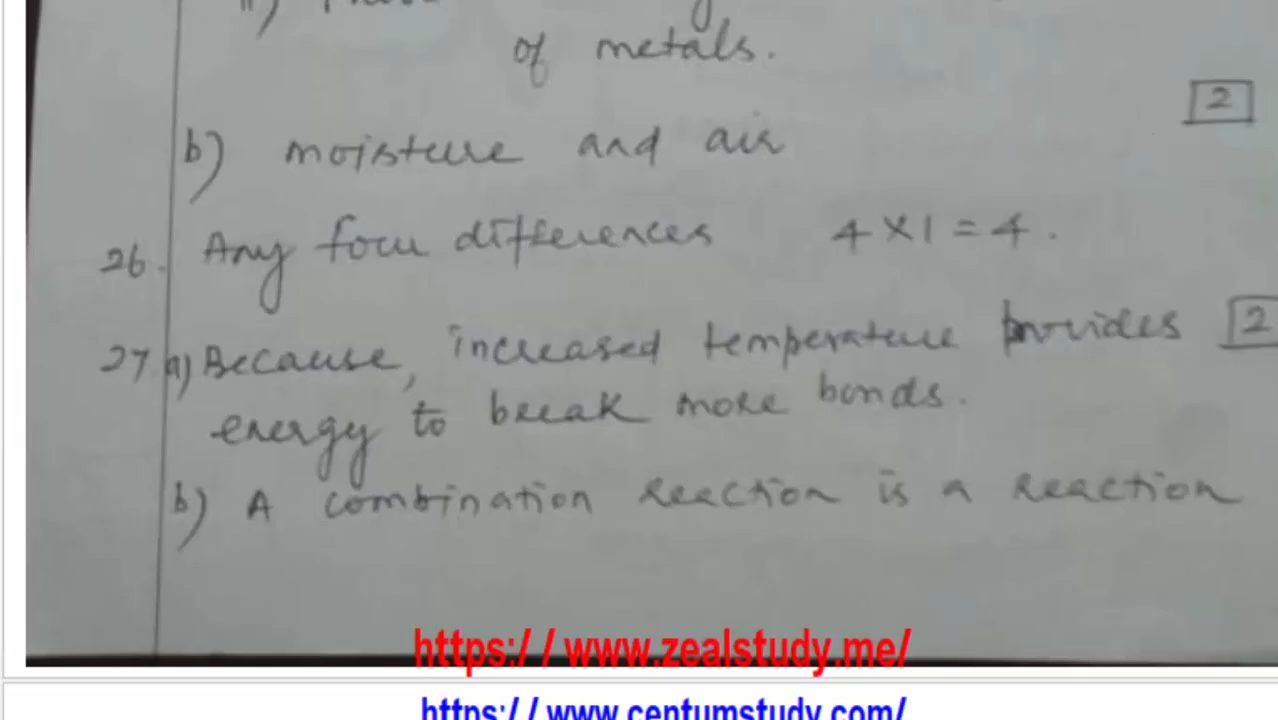 of metals.
2
b) moisture and air
26. Any four differences 4 × 1 = 4.
27. a) Because, increased temperature provides 2
energy to break more bonds.
b) A combination reaction is a reaction
https: / / www.zealstudy.me/
https: / / www.centumstudy.com/